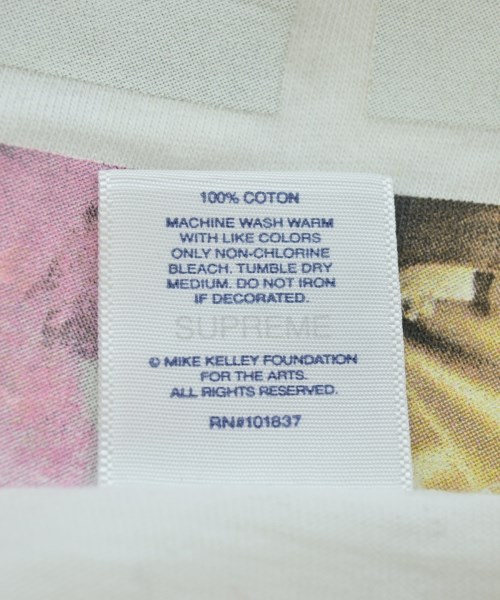 100% COTON
MACHINE WASH WARM
WITH LIKE COLORS
ONLY NON-CHLORINE
BLEACH. TUMBLE DRY
MEDIUM. DO NOT IRON
IF DECORATED.
SUPREME
© MIKE KELLEY FOUNDATION
FOR THE ARTS.
ALL RIGHTS RESERVED.
RN#101837